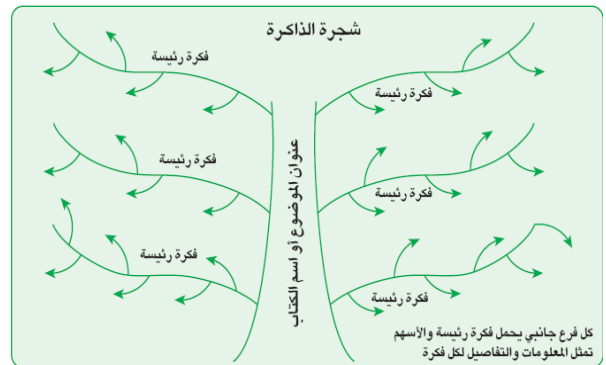 شجرة الذاكرة
فكرة رئيسة
فكرة رئيسة
فكرة رئيسة
فكرة رئيسة
فكرة رئيسة
فكرة رئيسة
عنوان الموضوع أو اسم الكتاب
كل فرع جانبي يحمل فكرة رئيسة والأسهم
تمثل المعلومات والتفاصيل لكل فكرة